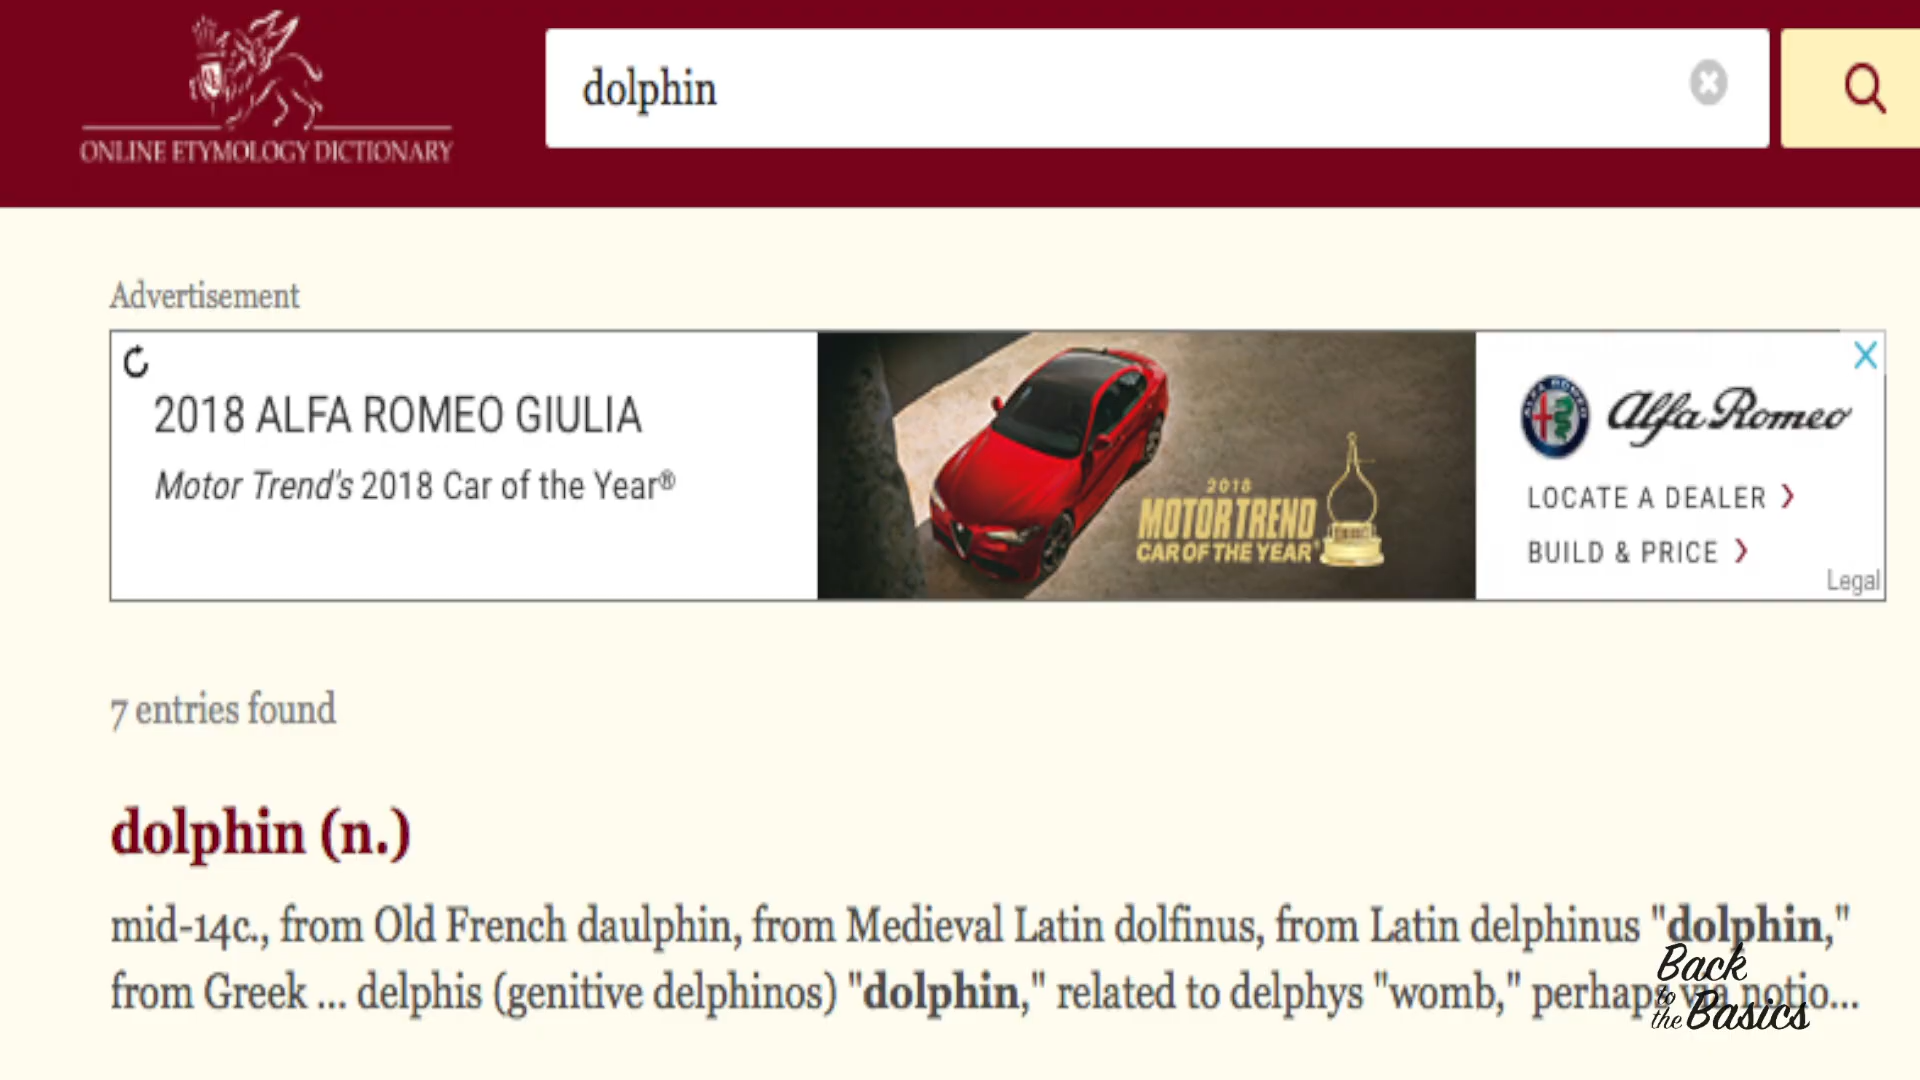 ONLINE ETYMOLOGY DICTIONARY
dolphin
Advertisement
2018 ALFA ROMEO GIULIA
Motor Trend's 2018 Car of the Year®
2018
MOTOR TREND
CAR OF THE YEAR®
Alfa Romeo
LOCATE A DEALER >
BUILD & PRICE >
Legal
7 entries found
dolphin (n.)
mid-14c., from Old French daulphin, from Medieval Latin dolfinus, from Latin delphinus "dolphin,"
from Greek ... delphis (genitive delphinos) "dolphin," related to delphys "womb," perhaps via notio...
Back
to
the Basics